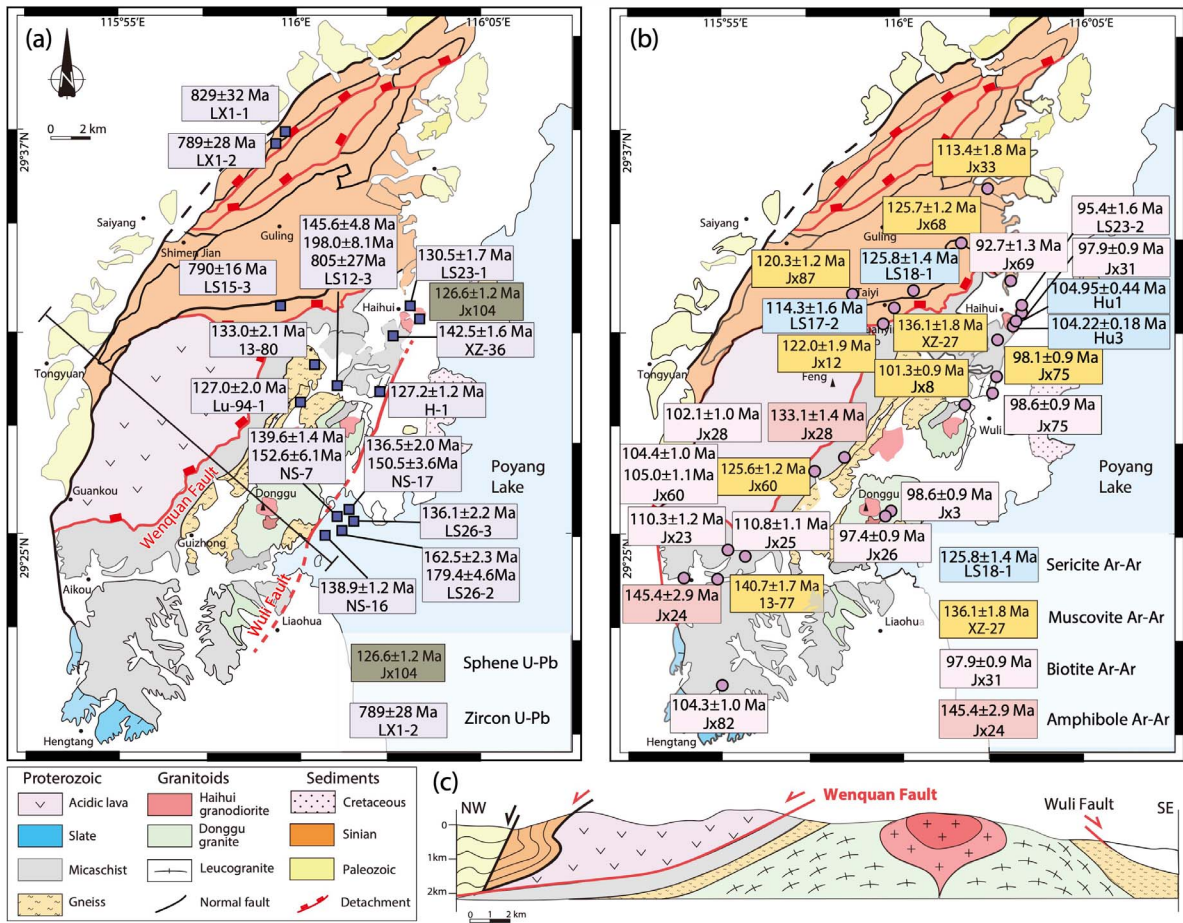 115°55'
116°E
116°05'
(a)
N
0 2 km
29°37'N
29°25'N
829±32 Ma
LX1-1
789±28 Ma
LX1-2
Saiyang
Shimen Jian
Guling
145.6±4.8 Ma
198.0±8.1Ma
805±27Ma
LS12-3
130.5±1.7 Ma
LS23-1
790±16 Ma
LS15-3
126.6±1.2 Ma
Jx104
Haihui
133.0±2.1 Ma
13-80
142.5±1.6 Ma
XZ-36
Tongyuan
127.0±2.0 Ma
Lu-94-1
127.2±1.2 Ma
H-1
139.6±1.4 Ma
152.6±6.1Ma
NS-7
136.5±2.0 Ma
150.5±3.6Ma
NS-17
Poyang
Lake
Guankou
Wenquan Fault
Donggu
136.1±2.2 Ma
LS26-3
Guizhong
162.5±2.3 Ma
179.4±4.6Ma
LS26-2
Aikou
138.9±1.2 Ma
NS-16
Wuli Fault
Liaohua
126.6±1.2 Ma
Jx104
Sphene U-Pb
789±28 Ma
LX1-2
Zircon U-Pb
Hengtang
115°55'
116°E
116°05'
(b)
29°37'N
29°25'N
113.4±1.8 Ma
Jx33
125.7±1.2 Ma
Jx68
95.4±1.6 Ma
LS23-2
Saiyang
Guling
92.7±1.3 Ma
Jx69
97.9±0.9 Ma
Jx31
Shimen Jian
120.3±1.2 Ma
Jx87
125.8±1.4 Ma
LS18-1
104.95±0.44 Ma
Hu1
Taiyi
Haihui
114.3±1.6 Ma
LS17-2
136.1±1.8 Ma
XZ-27
104.22±0.18 Ma
Hu3
122.0±1.9 Ma
Jx12
98.1±0.9 Ma
Jx75
Tongyuan
Feng
101.3±0.9 Ma
Jx8
102.1±1.0 Ma
Jx28
133.1±1.4 Ma
Jx28
98.6±0.9 Ma
Jx75
Wuli
104.4±1.0 Ma
105.0±1.1Ma
Jx60
125.6±1.2 Ma
Jx60
Poyang
Lake
Donggu
98.6±0.9 Ma
Jx3
110.3±1.2 Ma
Jx23
110.8±1.1 Ma
Jx25
97.4±0.9 Ma
Jx26
125.8±1.4 Ma
LS18-1
Sericite Ar-Ar
145.4±2.9 Ma
Jx24
140.7±1.7 Ma
13-77
136.1±1.8 Ma
XZ-27
Muscovite Ar-Ar
Liaohua
97.9±0.9 Ma
Jx31
Biotite Ar-Ar
104.3±1.0 Ma
Jx82
145.4±2.9 Ma
Jx24
Amphibole Ar-Ar
Hengtang
Proterozoic
Granitoids
Sediments
Acidic lava
Haihui
granodiorite
Cretaceous
Slate
Donggu
granite
Sinian
Micaschist
Leucogranite
Paleozoic
Gneiss
Normal fault
Detachment
(c)
NW
Wenquan Fault
Wuli Fault
SE
0
1km
2km
0 1 2 km